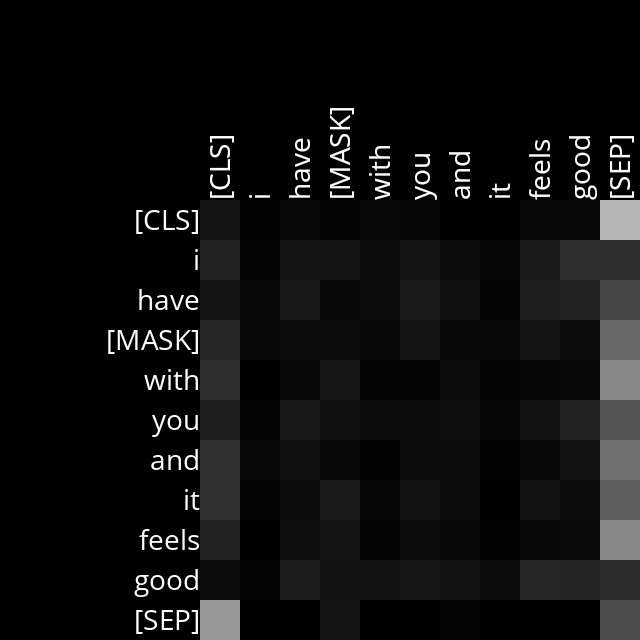 [CLS] i have [MASK] with you and it feels good [SEP]
[CLS]
i
have
[MASK]
with
you
and
it
feels
good
[SEP]